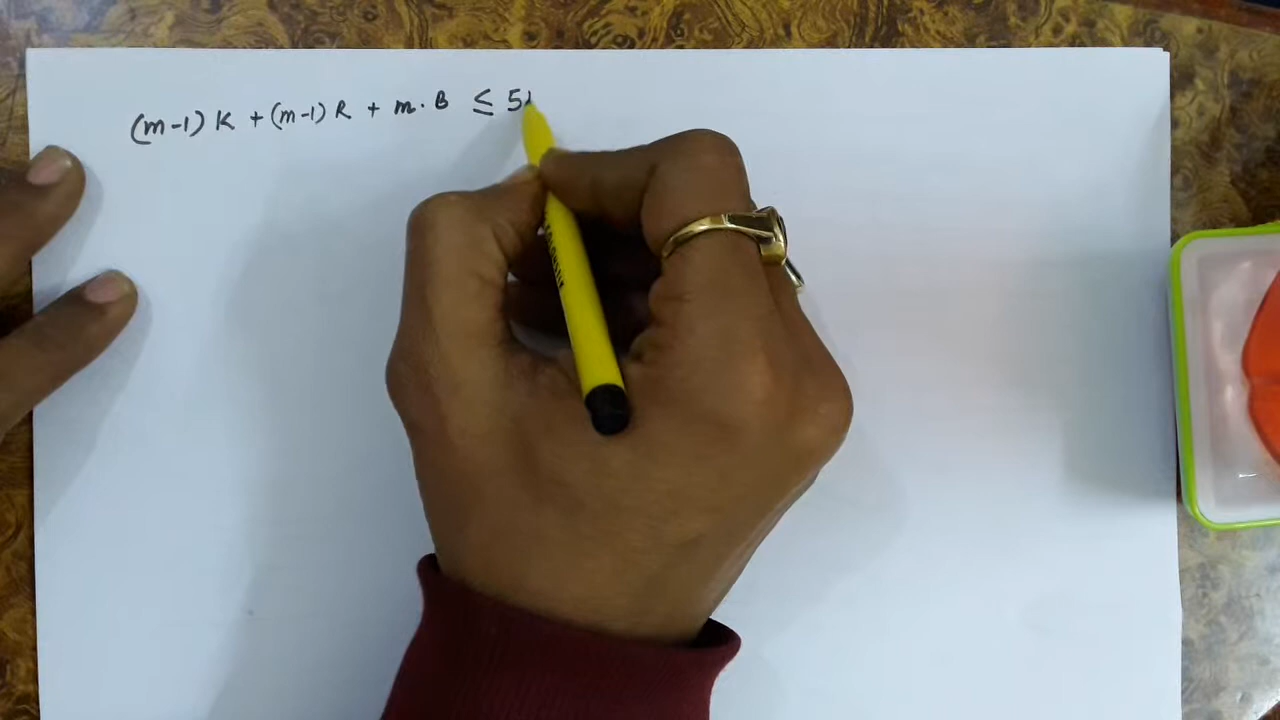 (m-1) K + (m-1) R + m. B ≤ 5